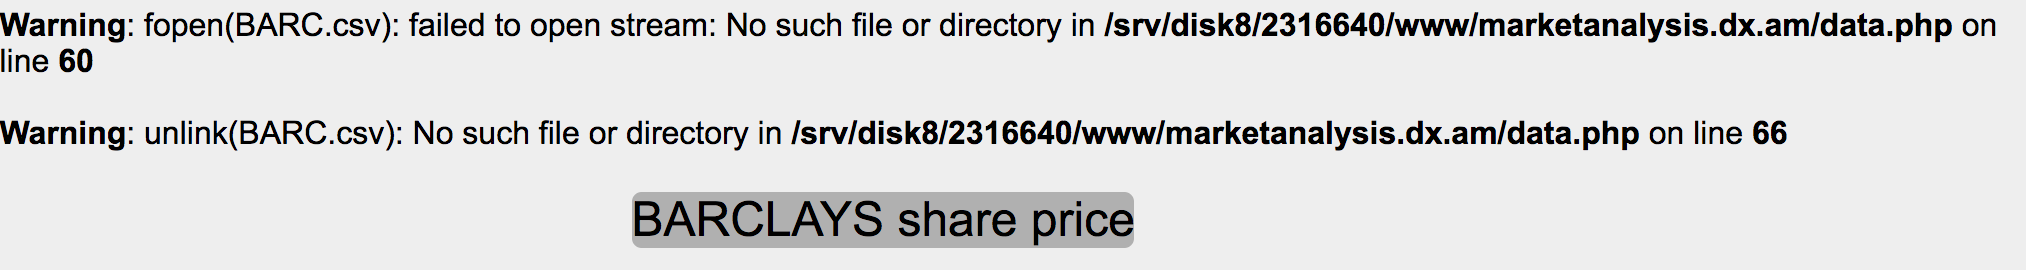 Warning: fopen(BARC.csv): failed to open stream: No such file or directory in /srv/disk8/2316640/www/marketanalysis.dx.am/data.php on
line 60
Warning: unlink(BARC.csv): No such file or directory in /srv/disk8/2316640/www/marketanalysis.dx.am/data.php on line 66
BARCLAYS share price